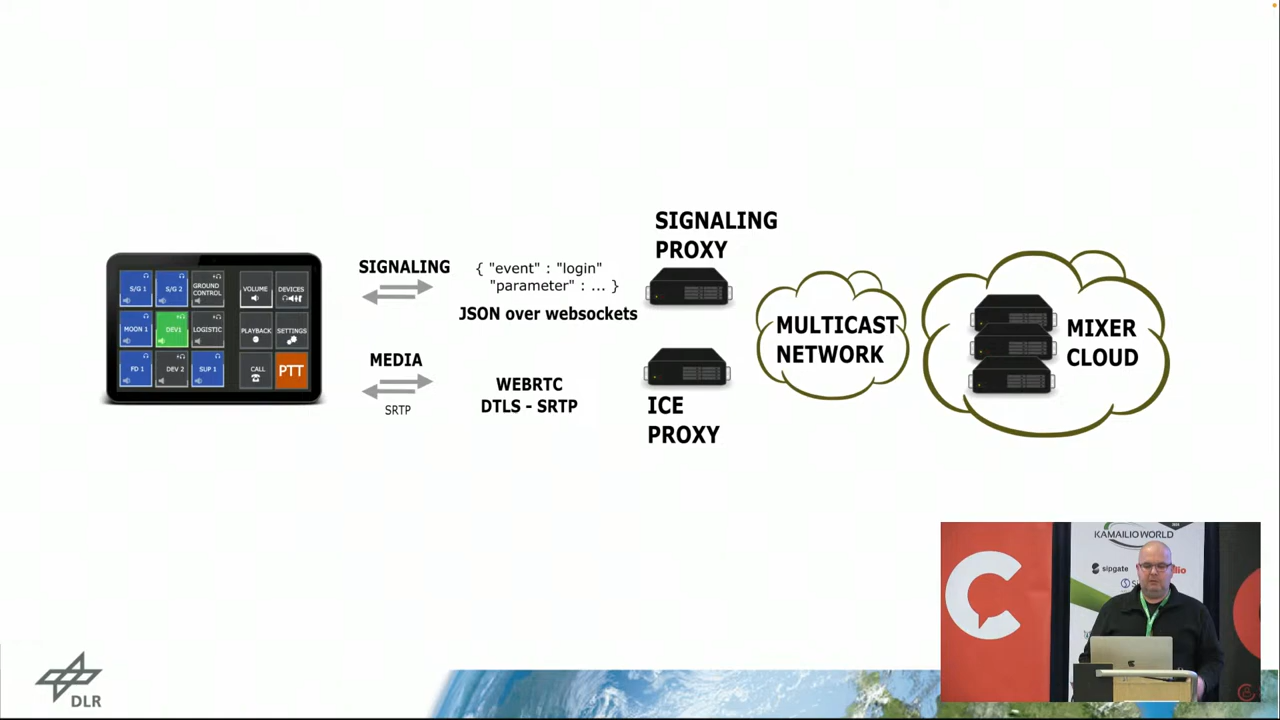 SIGNALING
PROXY
SIGNALING
{ "event" : "login"
"parameter" : ... }
JSON over websockets
S/G 1
S/G 2
GROUND
CONTROL
VOLUME
DEVICES
MOON 1
DEV1
LOGISTIC
PLAYBACK
SETTINGS
FD 1
DEV 2
SUP 1
CALL
PTT
MEDIA
SRTP
WEBRTC
DTLS - SRTP
ICE
PROXY
MULTICAST
NETWORK
MIXER
CLOUD
KAMAILIO WORLD
sipgate
DLR